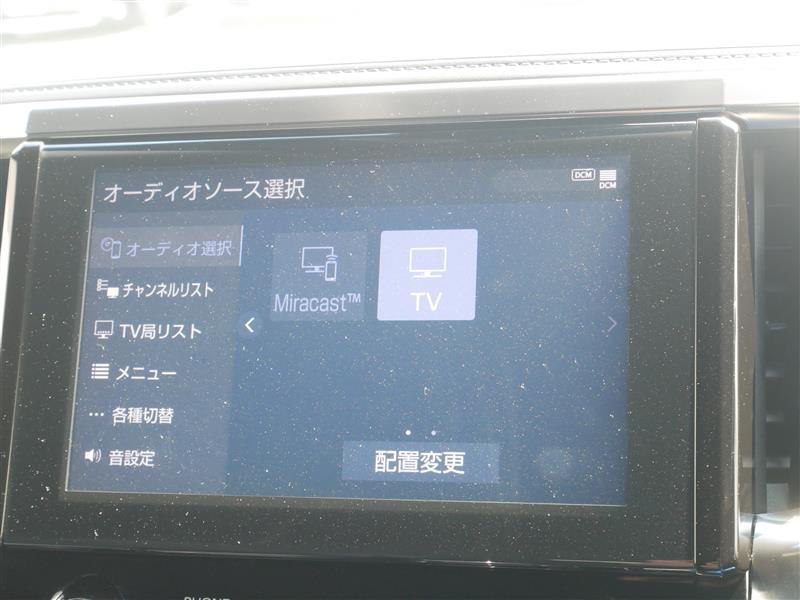 オーディオソース選択
DCM
DCM
オーディオ選択
チャンネルリスト
TV局リスト
メニュー
各種切替
音設定
Miracast™
TV
配置変更
PHONE